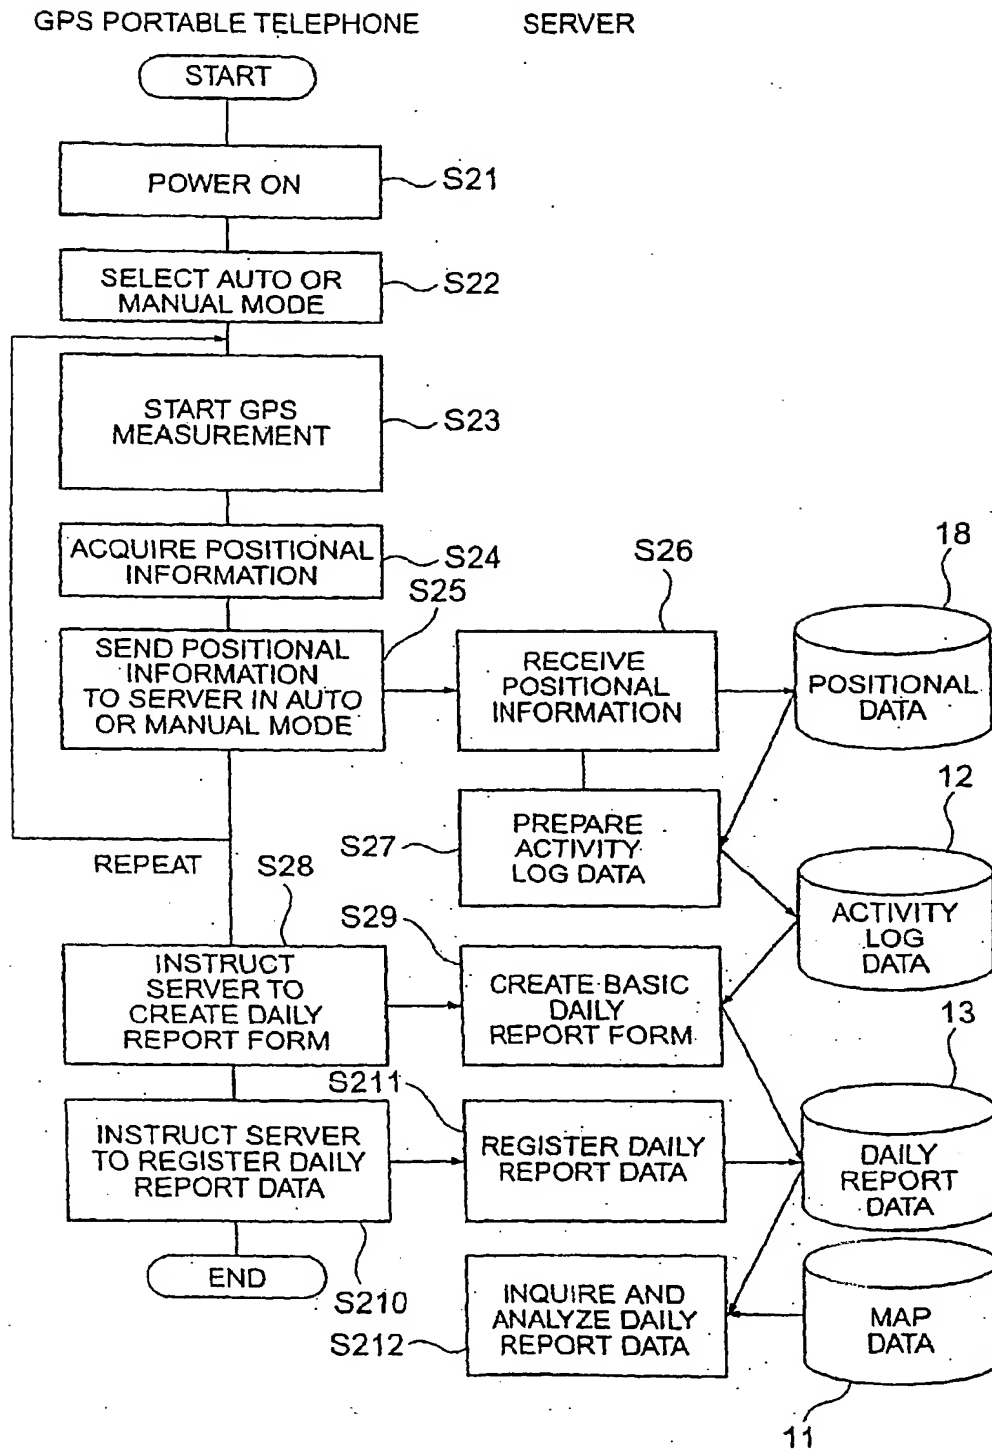 GPS PORTABLE TELEPHONE
SERVER
START
POWER ON
S21
SELECT AUTO OR
MANUAL MODE
S22
START GPS
MEASUREMENT
S23
ACQUIRE POSITIONAL
INFORMATION
S24
S25
S26
18
SEND POSITIONAL
INFORMATION
TO SERVER IN AUTO
OR MANUAL MODE
RECEIVE
POSITIONAL
INFORMATION
POSITIONAL
DATA
12
REPEAT
S27
PREPARE
ACTIVITY
LOG DATA
S28
S29
ACTIVITY
LOG
DATA
INSTRUCT
SERVER TO
CREATE DAILY
REPORT FORM
CREATE BASIC
DAILY
REPORT FORM
13
S211
INSTRUCT SERVER
TO REGISTER DAILY
REPORT DATA
REGISTER DAILY
REPORT DATA
DAILY
REPORT
DATA
END
S210
S212
INQUIRE AND
ANALYZE DAILY
REPORT DATA
MAP
DATA
11